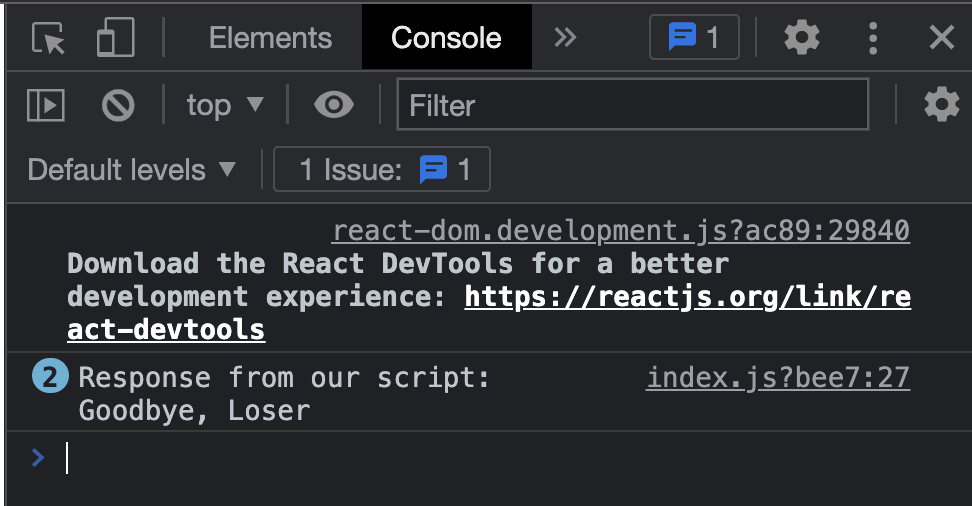 Elements Console 1
top Filter
Default levels 1 Issue: 1
react-dom.development.js?ac89:29840
Download the React DevTools for a better
development experience: https://reactjs.org/link/re
act-devtools
2 Response from our script: index.js?bee7:27
Goodbye, Loser